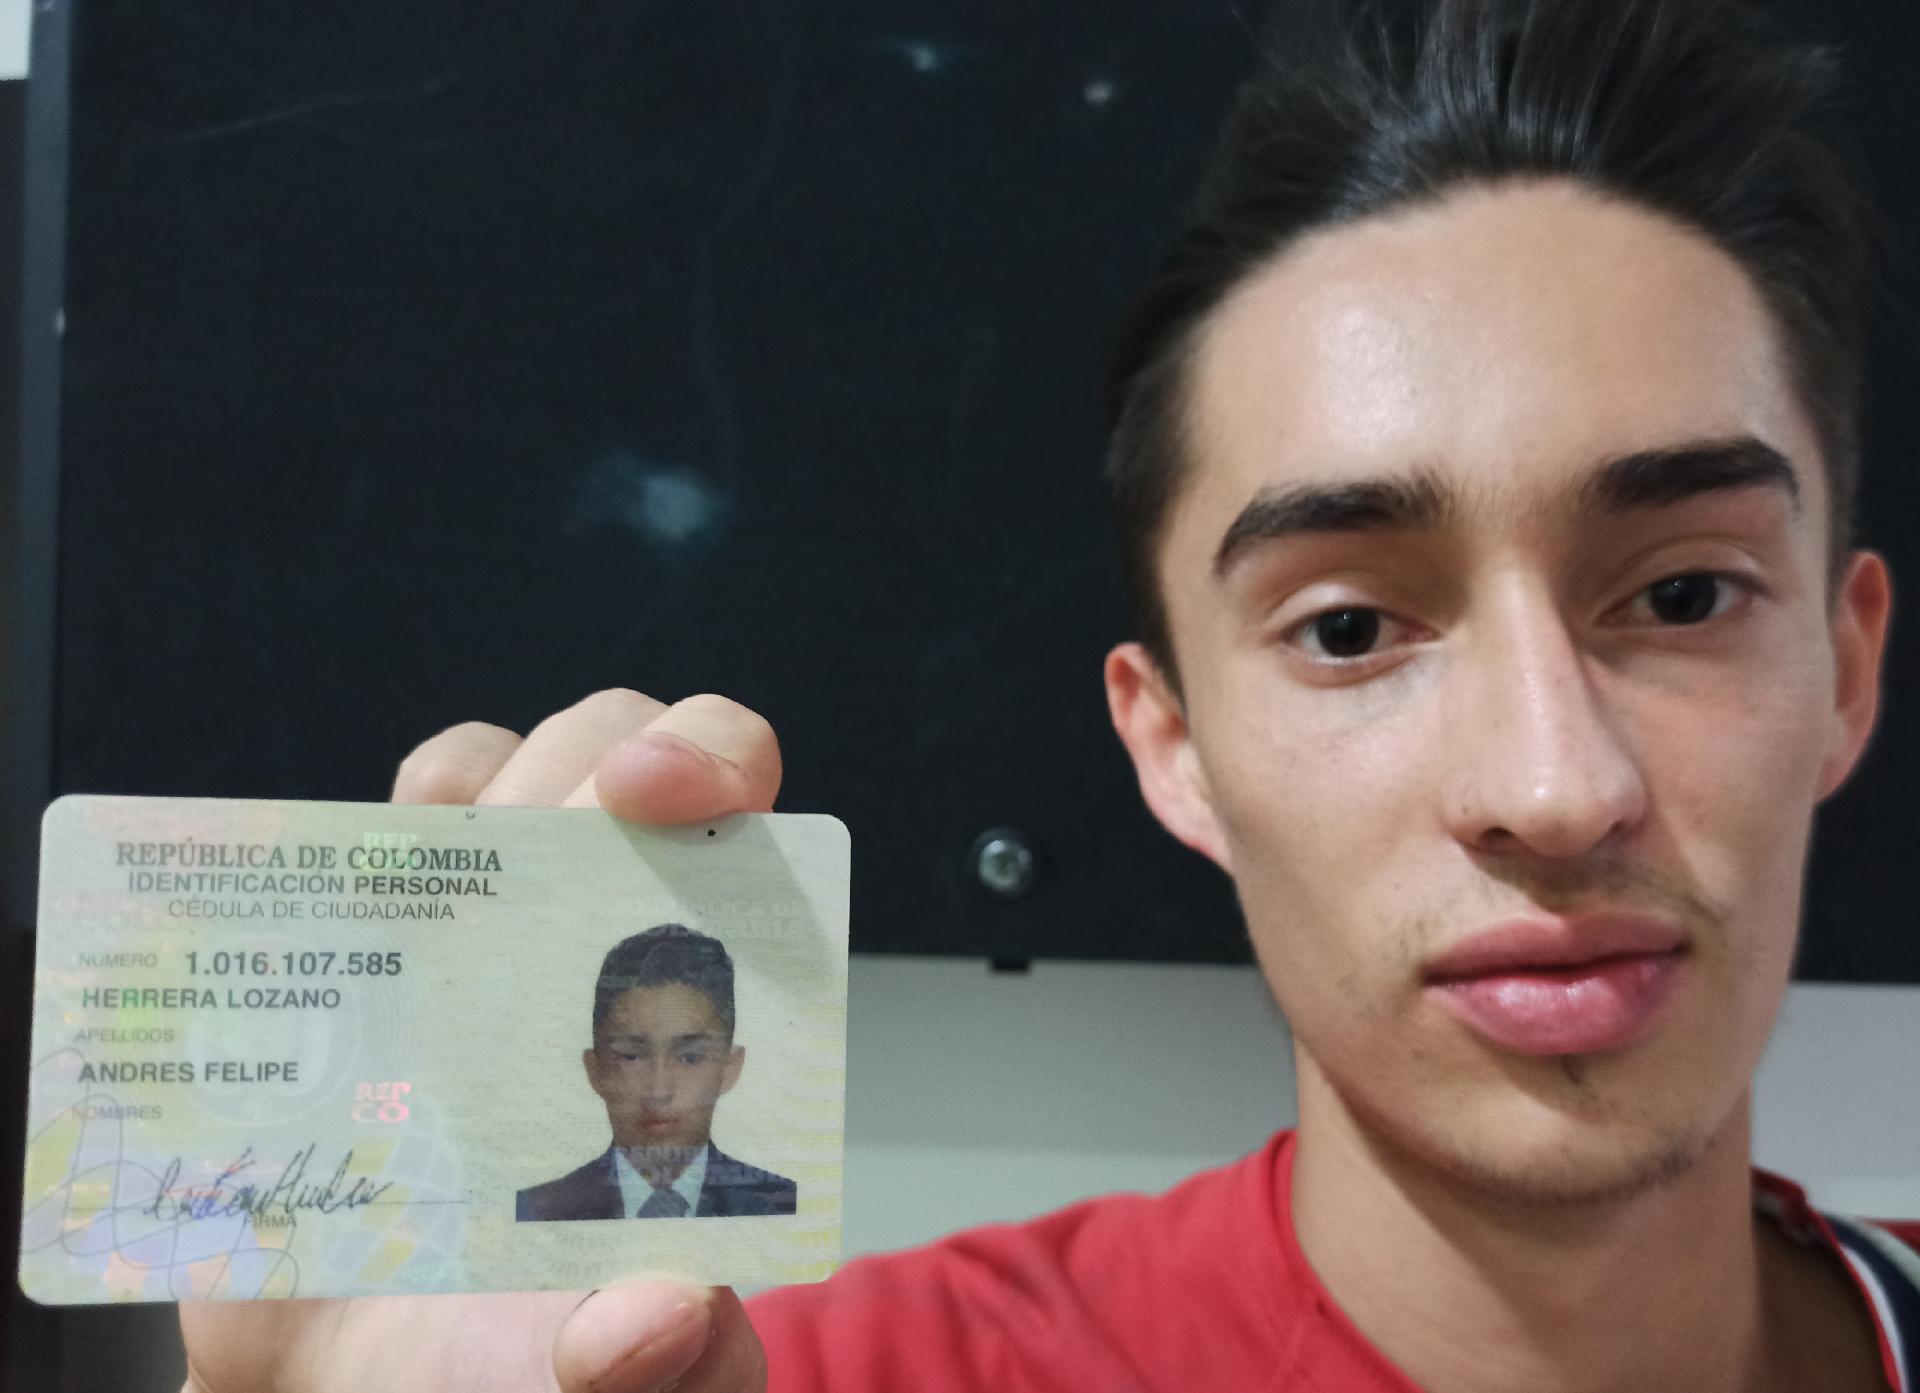 REPÚBLICA DE COLOMBIA
IDENTIFICACIÓN PERSONAL
CÉDULA DE CIUDADANÍA
NUMERO 1.016.107.585
HERRERA LOZANO
APELLIDOS
ANDRES FELIPE
NOMBRES
REP
CO
FIRMA